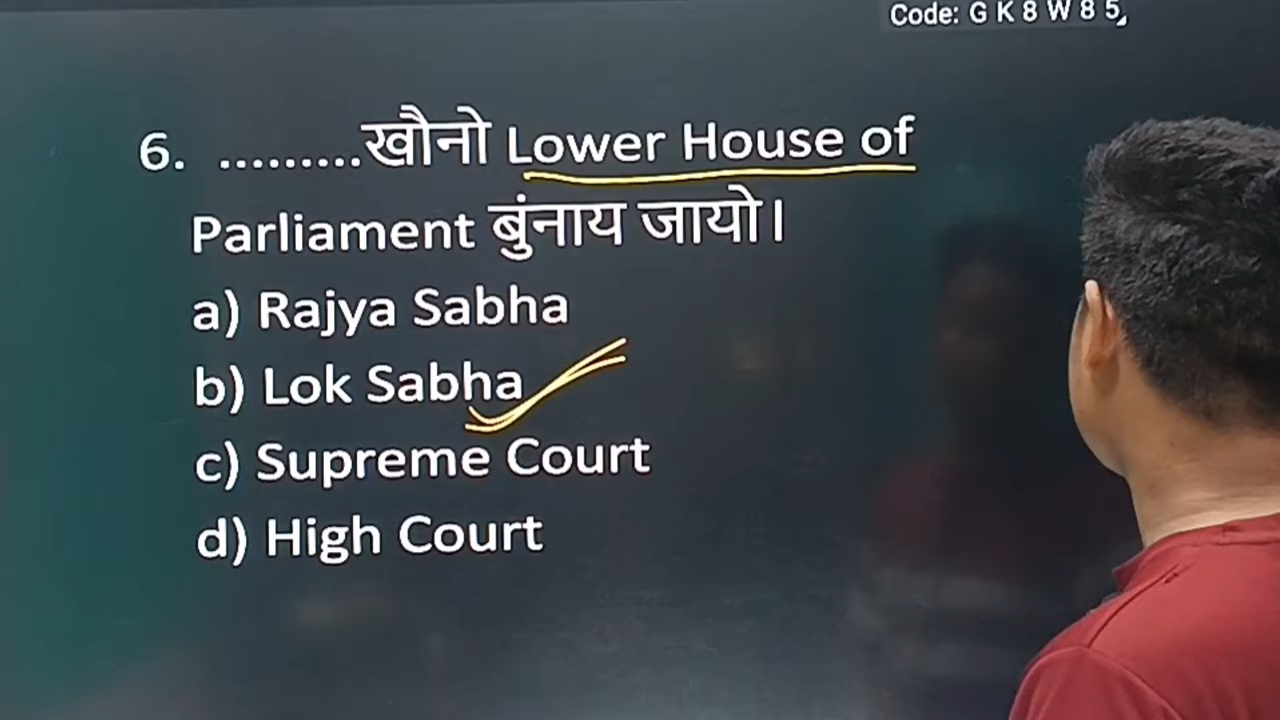 Code: G K 8 W 8 5
6. .........खौनो Lower House of
Parliament बुंनाय जायो।
a) Rajya Sabha
b) Lok Sabha
c) Supreme Court
d) High Court